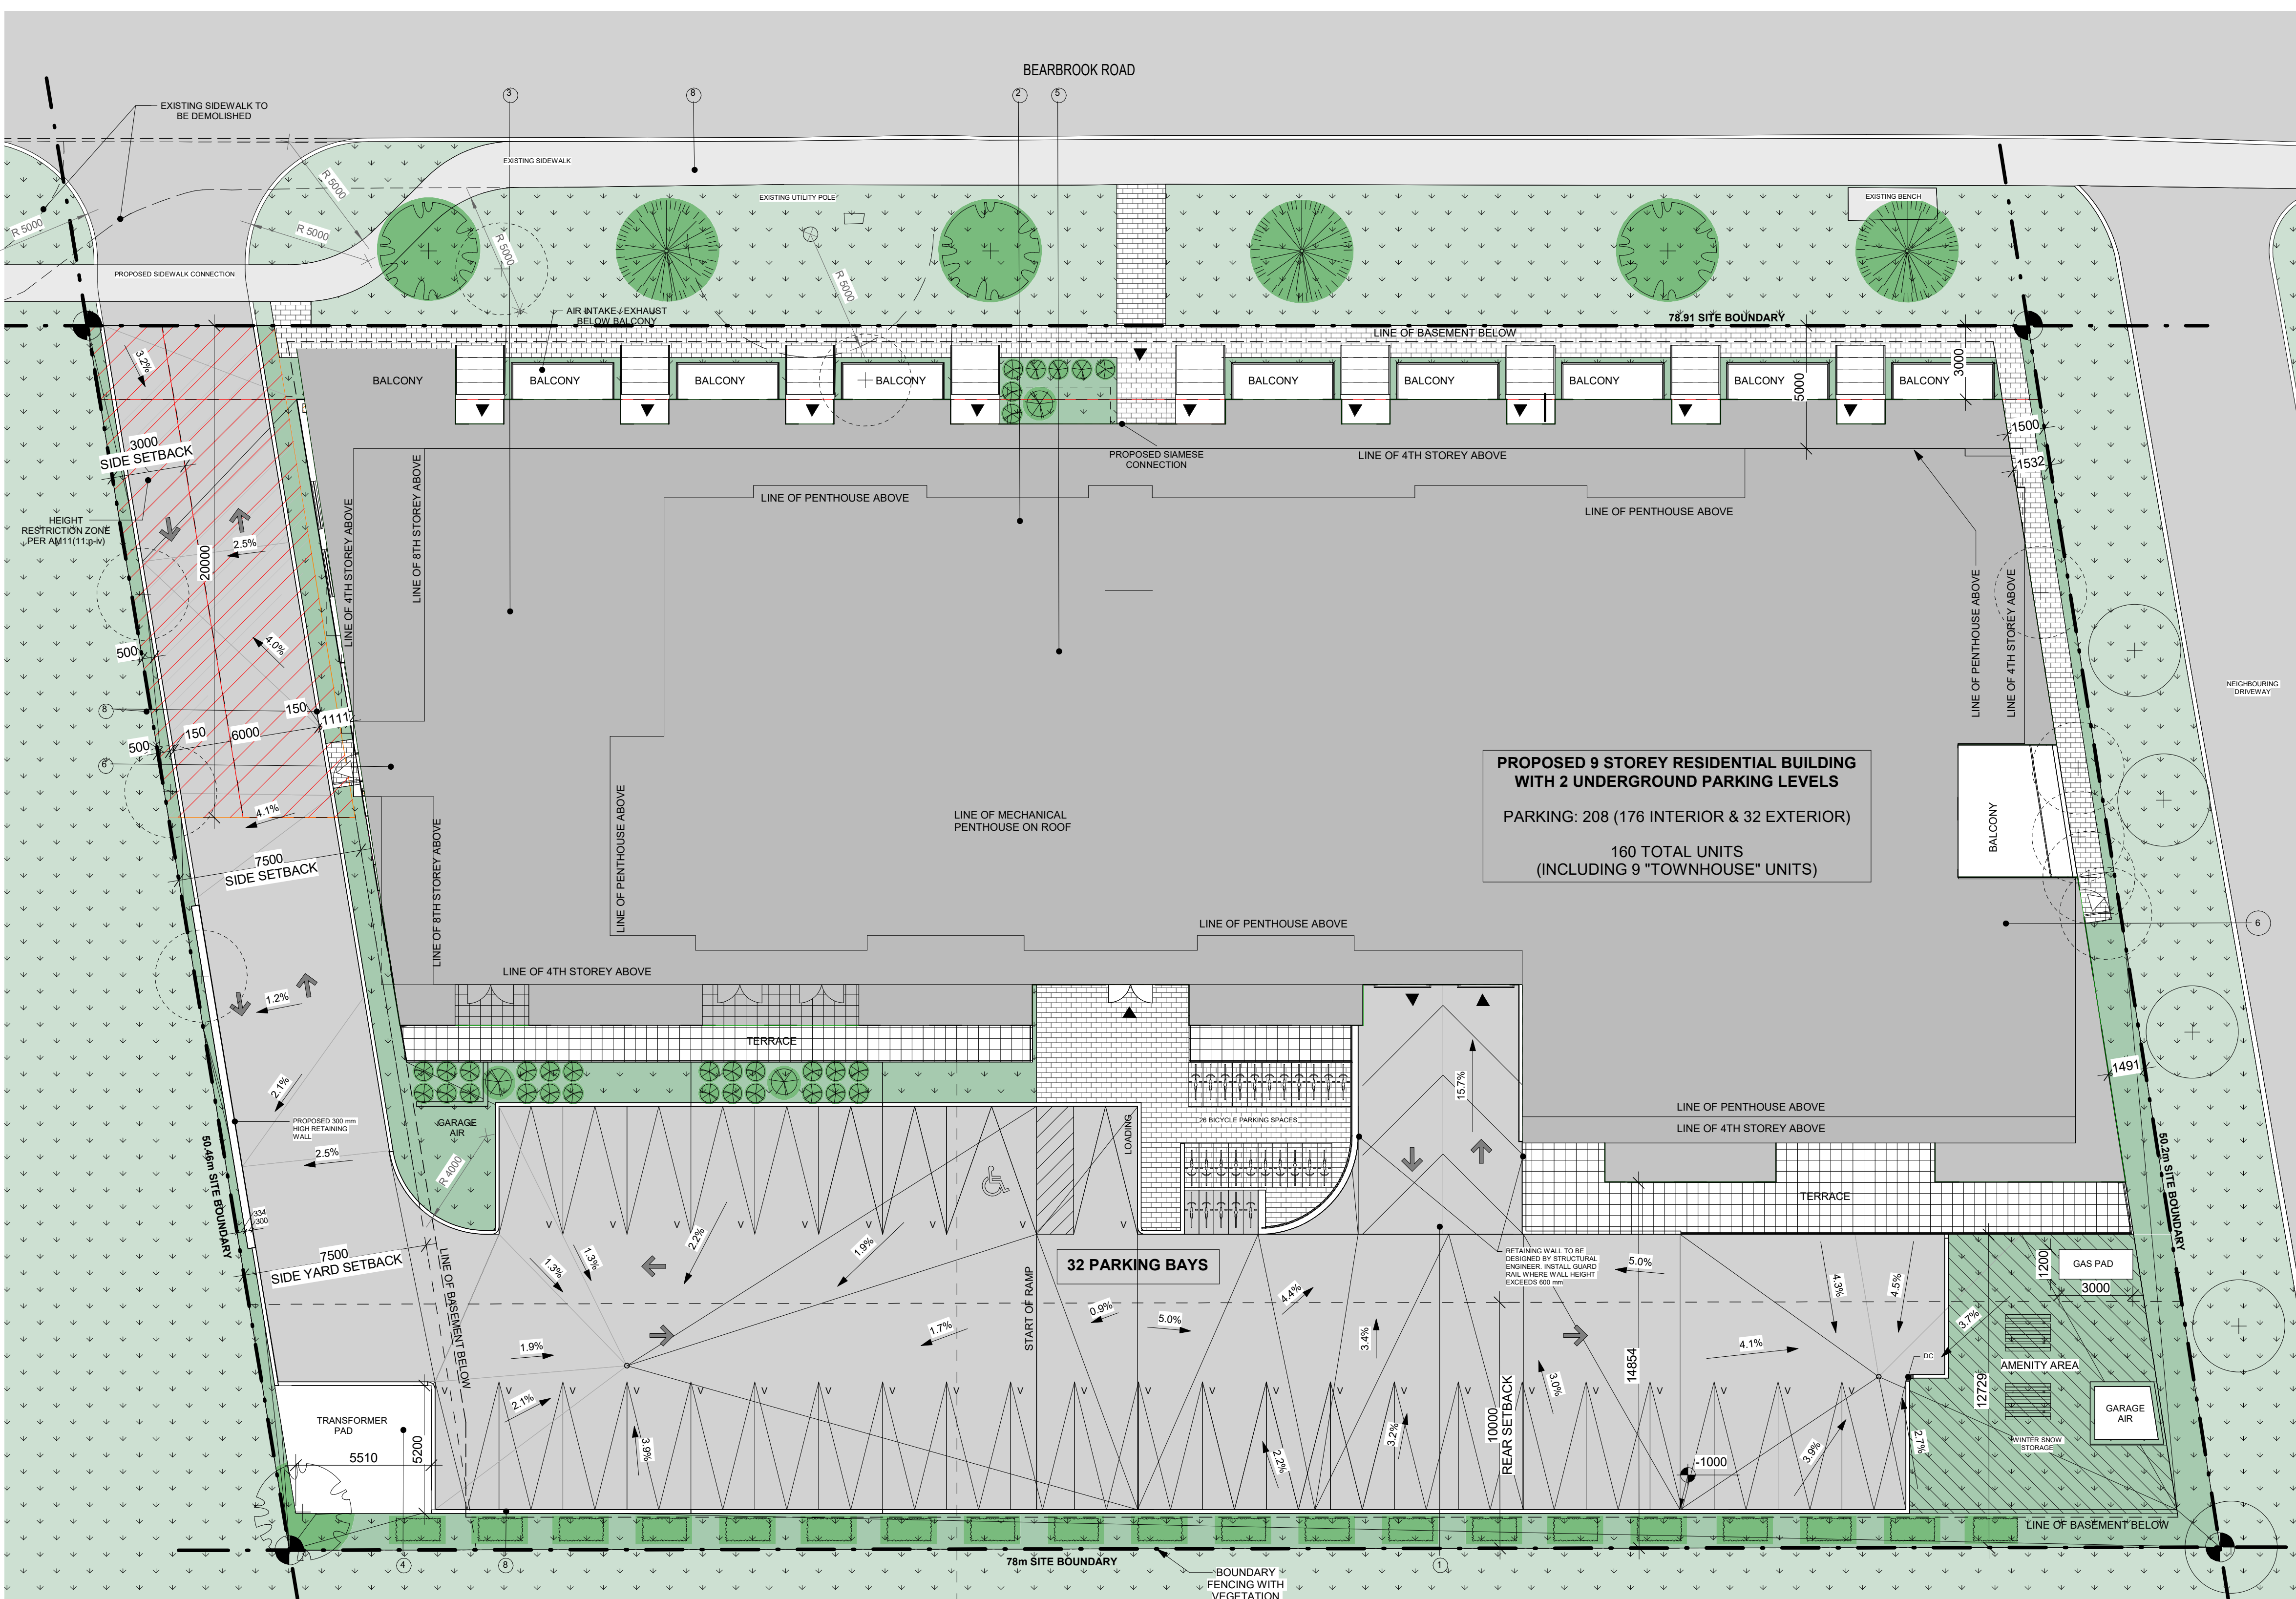 BEARBROOK ROAD
3
8
2
5
EXISTING SIDEWALK TO
BE DEMOLISHED
EXISTING SIDEWALK
R 5000
EXISTING UTILITY POLE
EXISTING BENCH
R 5000
R 5000
R 5000
R 5000
PROPOSED SIDEWALK CONNECTION
AIR INTAKE / EXHAUST
BELOW BALCONY
78.91 SITE BOUNDARY
LINE OF BASEMENT BELOW
3.2%
BALCONY
BALCONY
BALCONY
BALCONY
BALCONY
BALCONY
BALCONY
BALCONY
BALCONY
5000
3000
1500
3000
SIDE SETBACK
PROPOSED SIAMESE
CONNECTION
LINE OF 4TH STOREY ABOVE
1532
LINE OF PENTHOUSE ABOVE
LINE OF PENTHOUSE ABOVE
HEIGHT
RESTRICTION ZONE
PER AM11(11:p-iv)
2.5%
20000
LINE OF 4TH STOREY ABOVE
LINE OF 8TH STOREY ABOVE
LINE OF PENTHOUSE ABOVE
LINE OF 4TH STOREY ABOVE
4.0%
500
NEIGHBOURING
DRIVEWAY
8
150
1111
150
6000
500
6
PROPOSED 9 STOREY RESIDENTIAL BUILDING
WITH 2 UNDERGROUND PARKING LEVELS
PARKING: 208 (176 INTERIOR & 32 EXTERIOR)
160 TOTAL UNITS
(INCLUDING 9 "TOWNHOUSE" UNITS)
4.1%
LINE OF MECHANICAL
PENTHOUSE ON ROOF
BALCONY
7500
SIDE SETBACK
LINE OF 8TH STOREY ABOVE
LINE OF PENTHOUSE ABOVE
LINE OF PENTHOUSE ABOVE
6
LINE OF 4TH STOREY ABOVE
1.2%
TERRACE
2.1%
15.7%
1491
PROPOSED 300 mm
HIGH RETAINING
WALL
GARAGE
AIR
LOADING
26 BICYCLE PARKING SPACES
LINE OF PENTHOUSE ABOVE
LINE OF 4TH STOREY ABOVE
2.5%
R 4000
50.46m SITE BOUNDARY
50.2m SITE BOUNDARY
TERRACE
334
300
7500
SIDE YARD SETBACK
LINE OF BASEMENT BELOW
V V V V V V V V V V
1.3%
1.3%
2.2%
1.9%
32 PARKING BAYS
RETAINING WALL TO BE
DESIGNED BY STRUCTURAL
ENGINEER. INSTALL GUARD
RAIL WHERE WALL HEIGHT
EXCEEDS 600 mm
5.0%
4.3%
4.5%
1200
GAS PAD
3000
START OF RAMP
0.9%
4.4%
1.7%
5.0%
3.4%
3.7%
1.9%
14854
4.1%
DC
AMENITY AREA
V V V V V V V V V V V V V V V V V V V V V V V
2.1%
3.0%
12729
GARAGE
AIR
TRANSFORMER
PAD
5200
5510
3.9%
2.2%
3.2%
10000
REAR SETBACK
-1000
3.9%
2.7%
WINTER SNOW
STORAGE
LINE OF BASEMENT BELOW
4
8
78m SITE BOUNDARY
1
BOUNDARY
FENCING WITH
VEGETATION